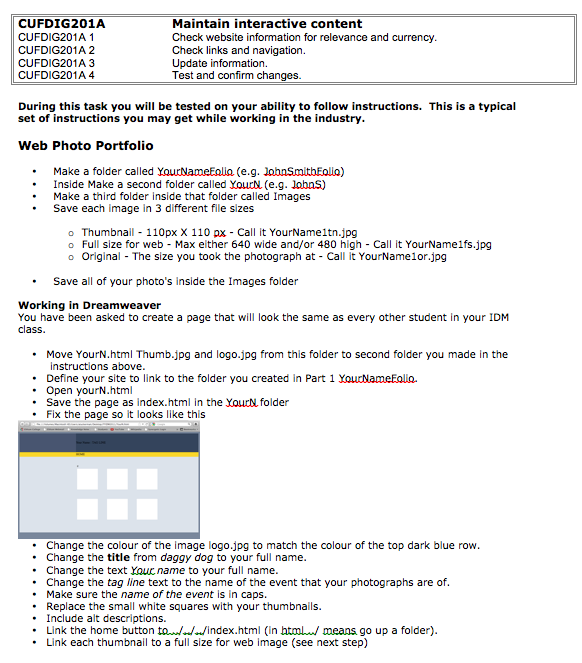 CUFDIG201A Maintain interactive content
CUFDIG201A 1 Check website information for relevance and currency.
CUFDIG201A 2 Check links and navigation.
CUFDIG201A 3 Update information.
CUFDIG201A 4 Test and confirm changes.
During this task you will be tested on your ability to follow instructions. This is a typical
set of instructions you may get while working in the industry.
Web Photo Portfolio
• Make a folder called YourNameFolio (e.g. JohnSmithFolio)
• Inside Make a second folder called YourN (e.g. JohnS)
• Make a third folder inside that folder called Images
• Save each image in 3 different file sizes
o Thumbnail - 110px X 110 px - Call it YourName1tn.jpg
o Full size for web - Max either 640 wide and/or 480 high - Call it YourName1fs.jpg
o Original - The size you took the photograph at - Call it YourName1or.jpg
• Save all of your photo's inside the Images folder
Working in Dreamweaver
You have been asked to create a page that will look the same as every other student in your IDM
class.
• Move YourN.html Thumb.jpg and logo.jpg from this folder to second folder you made in the
instructions above.
• Define your site to link to the folder you created in Part 1 YourNameFolio.
• Open yourN.html
• Save the page as index.html in the YourN folder
• Fix the page so it looks like this
• Change the colour of the image logo.jpg to match the colour of the top dark blue row.
• Change the title from daggy dog to your full name.
• Change the text Your name to your full name.
• Change the tag line text to the name of the event that your photographs are of.
• Make sure the name of the event is in caps.
• Replace the small white squares with your thumbnails.
• Include alt descriptions.
• Link the home button to../../../index.html (in html../ means go up a folder).
• Link each thumbnail to a full size for web image (see next step)